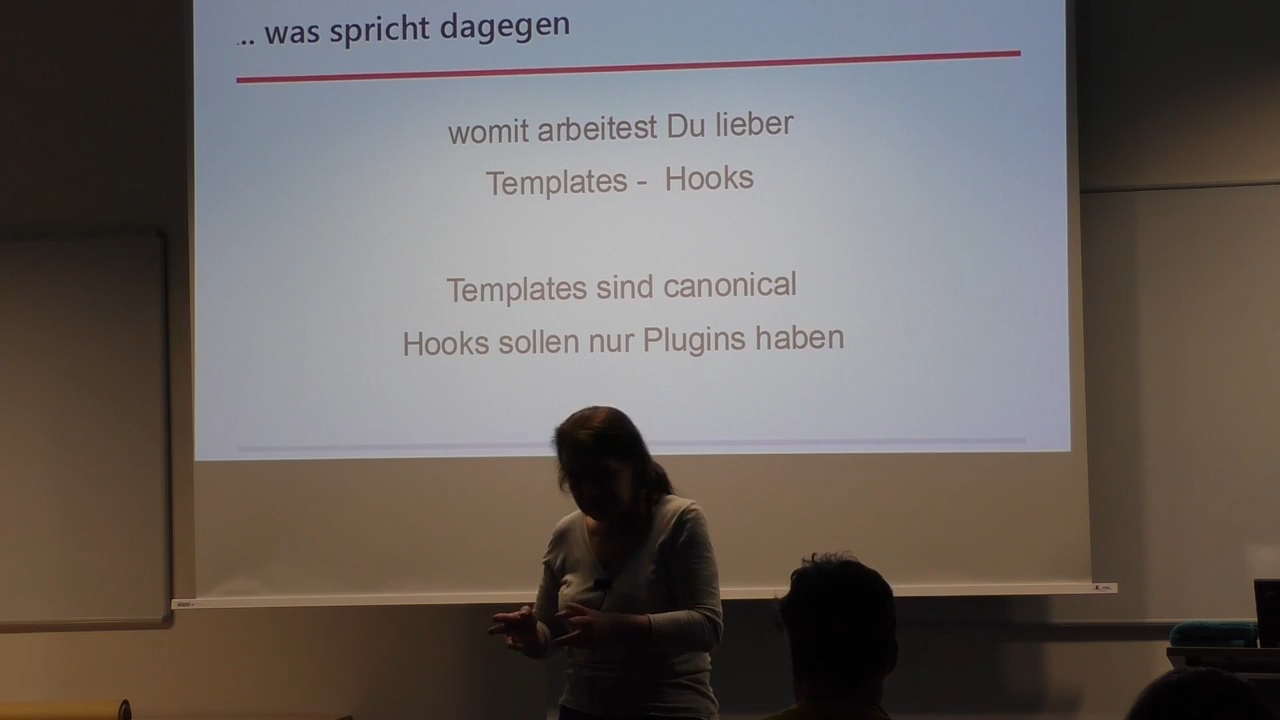 ... was spricht dagegen
womit arbeitest Du lieber
Templates - Hooks
Templates sind canonical
Hooks sollen nur Plugins haben